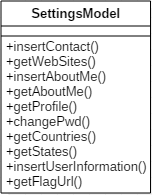 SettingsModel
+insertContact()
+getWebSites()
+insertAboutMe()
+getAboutMe()
+getProfile()
+changePwd()
+getCountries()
+getStates()
+insertUserInformation()
+getFlagUrl()